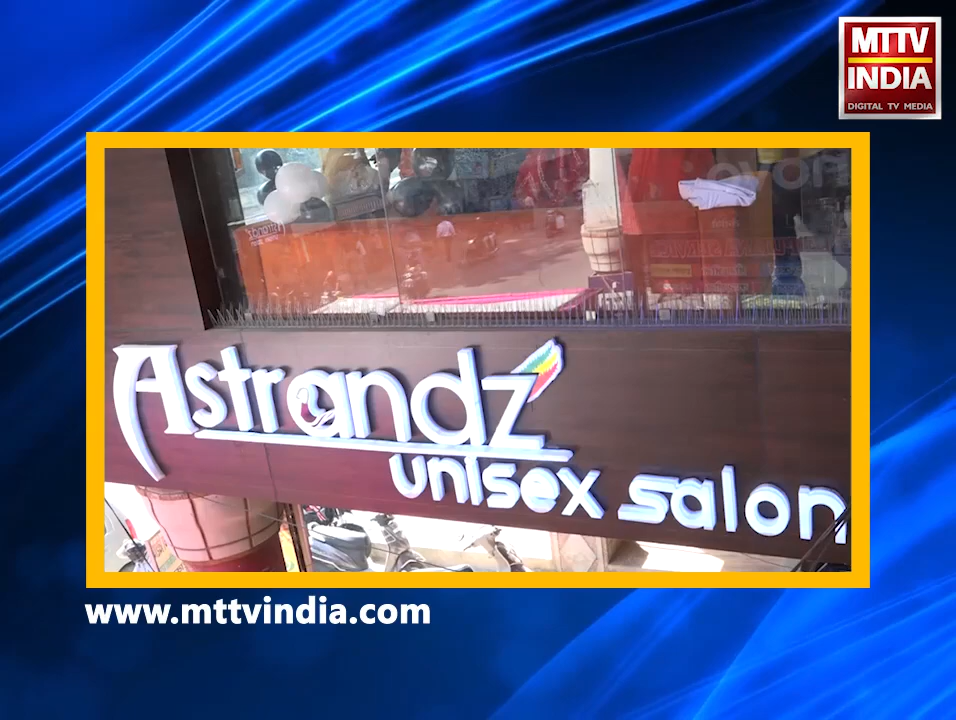 MTTV
INDIA
DIGITAL TV MEDIA
Astrandz
unisex salon
www.mttvindia.com